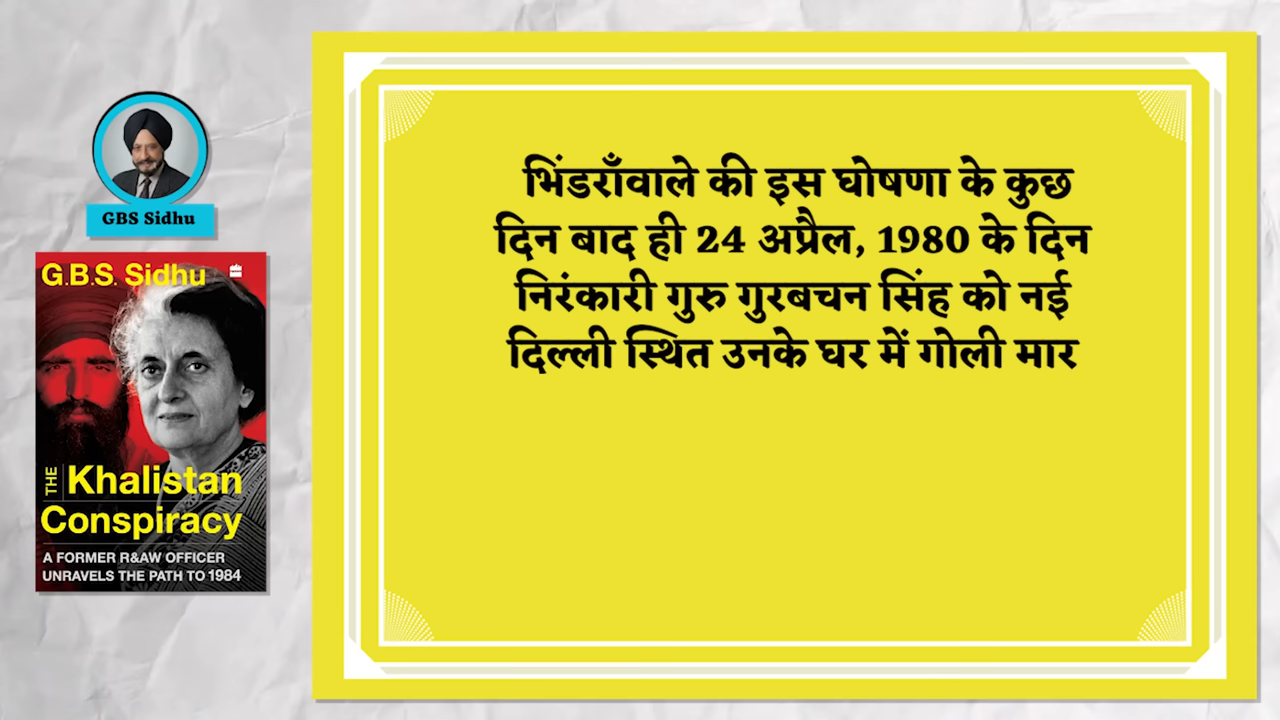 GBS Sidhu
G.B.S. Sidhu
THE Khalistan
Conspiracy
A FORMER R&AW OFFICER
UNRAVELS THE PATH TO 1984
भिंडराँवाले की इस घोषणा के कुछ
दिन बाद ही 24 अप्रैल, 1980 के दिन
निरंकारी गुरु गुरबचन सिंह को नई
दिल्ली स्थित उनके घर में गोली मार